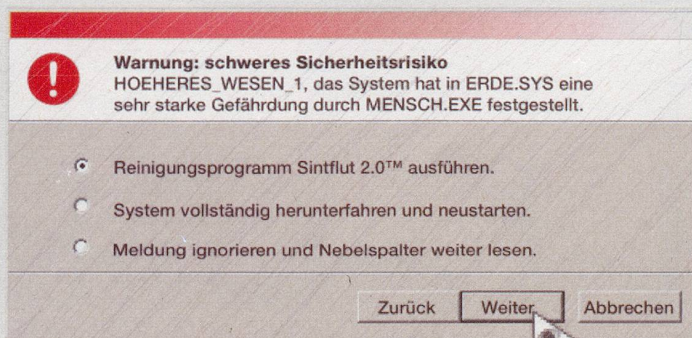 Warnung: schweres Sicherheitsrisiko
HOEHERES_WESEN_1, das System hat in ERDE.SYS eine
sehr starke Gefährdung durch MENSCH.EXE festgestellt.
Reinigungsprogramm Sintflut 2.0™ ausführen.
System vollständig herunterfahren und neustarten.
Meldung ignorieren und Nebelspalter weiter lesen.
Zurück Weiter Abbrechen